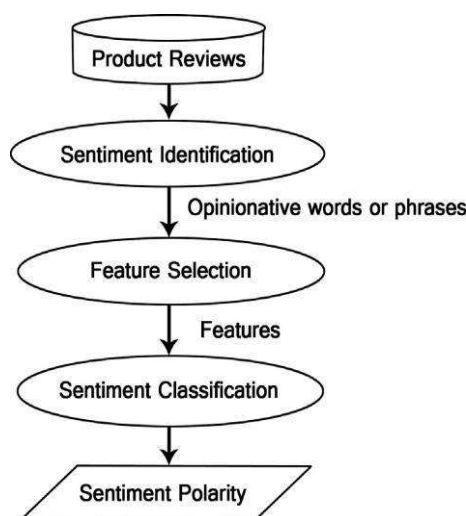 Product Reviews
Sentiment Identification
Opinionative words or phrases
Feature Selection
Features
Sentiment Classification
Sentiment Polarity